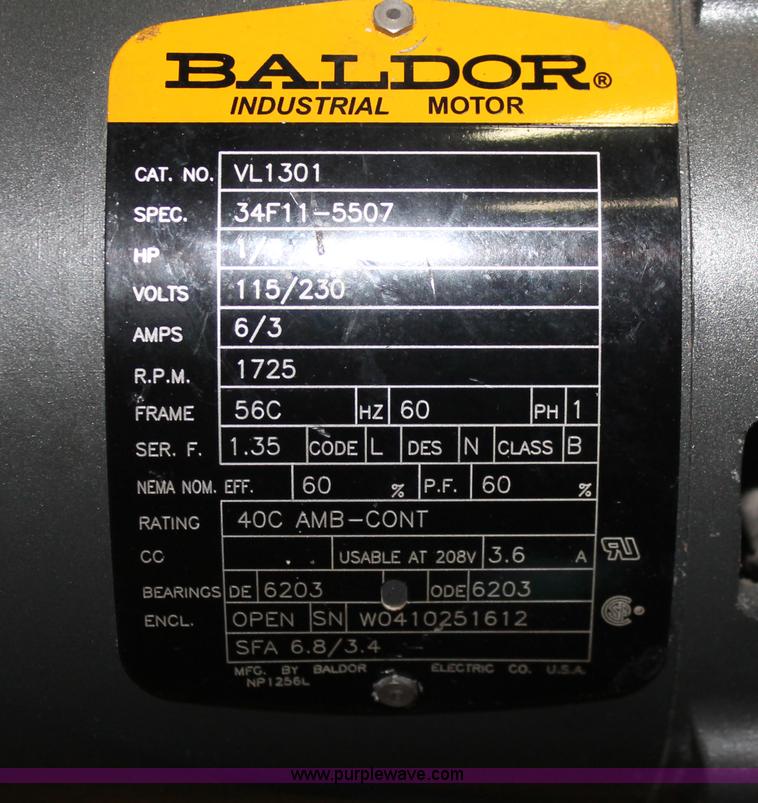 BALDOR®
INDUSTRIAL MOTOR
CAT. NO. VL1301
SPEC. 34F11-5507
HP
VOLTS 115/230
AMPS 6/3
R.P.M. 1725
FRAME 56C HZ 60 PH 1
SER. F. 1.35 CODE L DES N CLASS B
NEMA NOM. EFF. 60 % P.F. 60 %
RATING 40C AMB-CONT
CC USABLE AT 208V 3.6 A
BEARINGS DE 6203 ODE 6203
ENCL. OPEN SN W0410251612
SFA 6.8/3.4
MFG. BY BALDOR ELECTRIC CO. U.S.A.
NP1256L
www.purplewave.com